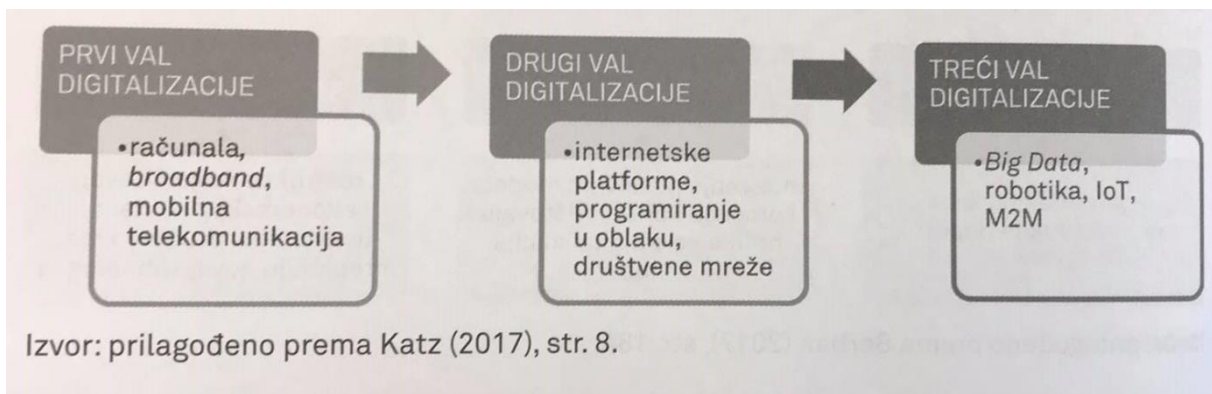 PRVI VAL
DIGITALIZACIJE
•računala,
broadband,
mobilna
telekomunikacija
DRUGI VAL
DIGITALIZACIJE
•internetske
platforme,
programiranje
u oblaku,
društvene mreže
TREĆI VAL
DIGITALIZACIJE
•Big Data,
robotika, IoT,
M2M
Izvor: prilagođeno prema Katz (2017), str. 8.